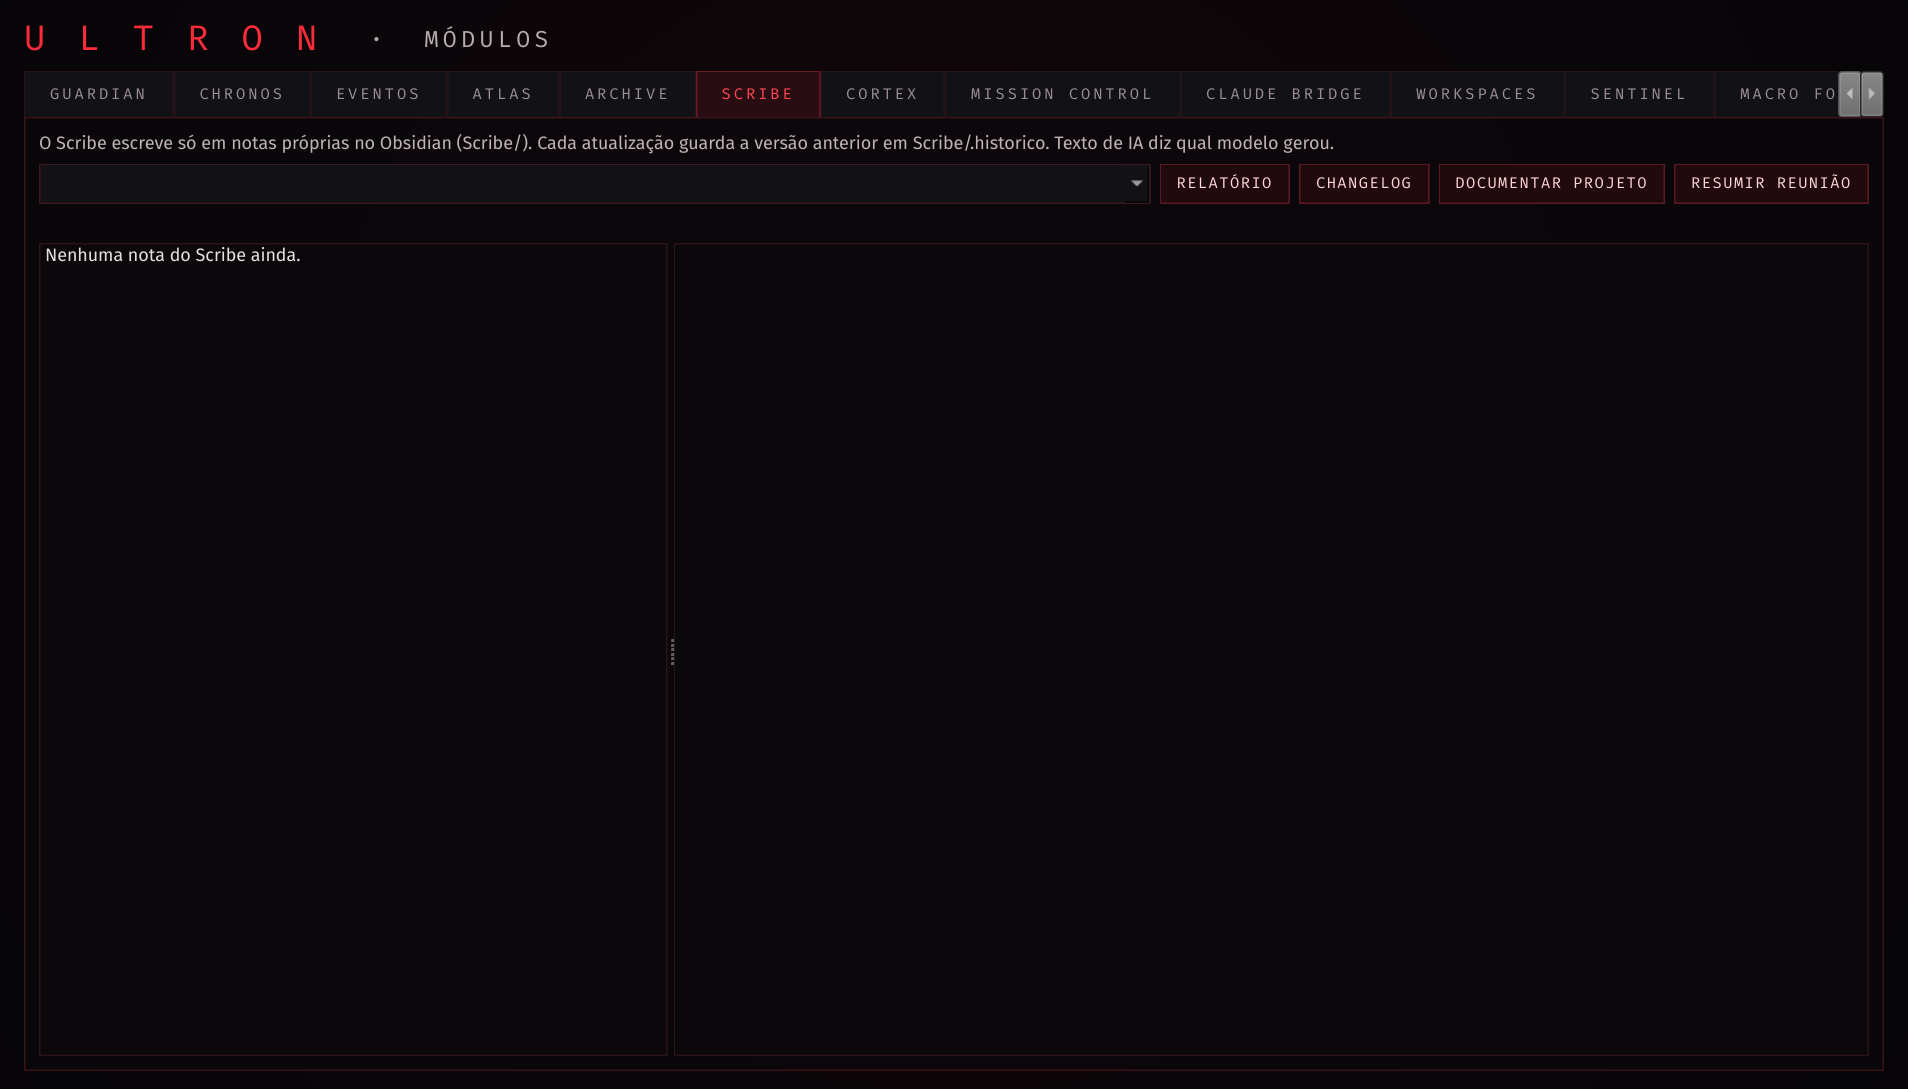 ULTRON · MÓDULOS
GUARDIAN CHRONOS EVENTOS ATLAS ARCHIVE SCRIBE CORTEX MISSION CONTROL CLAUDE BRIDGE WORKSPACES SENTINEL MACRO FO
O Scribe escreve só em notas próprias no Obsidian (Scribe/). Cada atualização guarda a versão anterior em Scribe/.historico. Texto de IA diz qual modelo gerou.
RELATÓRIO CHANGELOG DOCUMENTAR PROJETO RESUMIR REUNIÃO
Nenhuma nota do Scribe ainda.